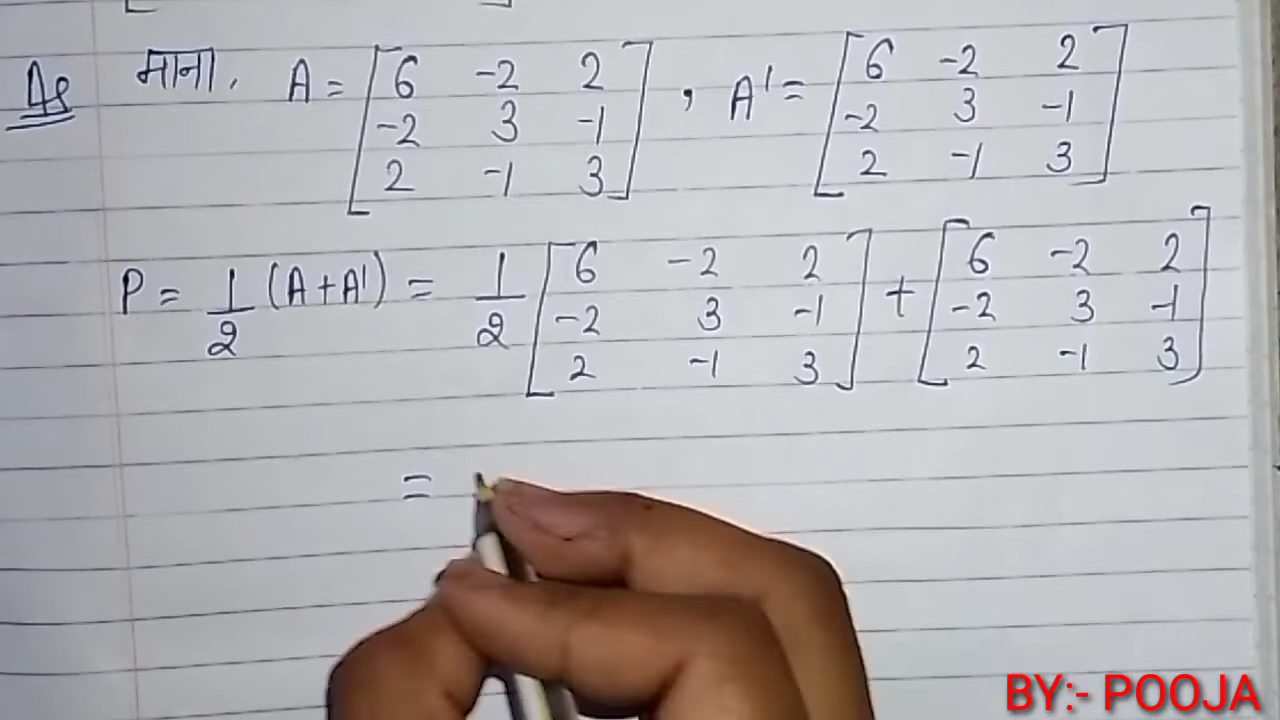 As माना, A = [6 -2 2
-2 3 -1
2 -1 3] , A' = [6 -2 2
-2 3 -1
2 -1 3]
P = 1/2 (A+A') = 1/2 [6 -2 2
-2 3 -1
2 -1 3] + [6 -2 2
-2 3 -1
2 -1 3]
=
BY:- POOJA